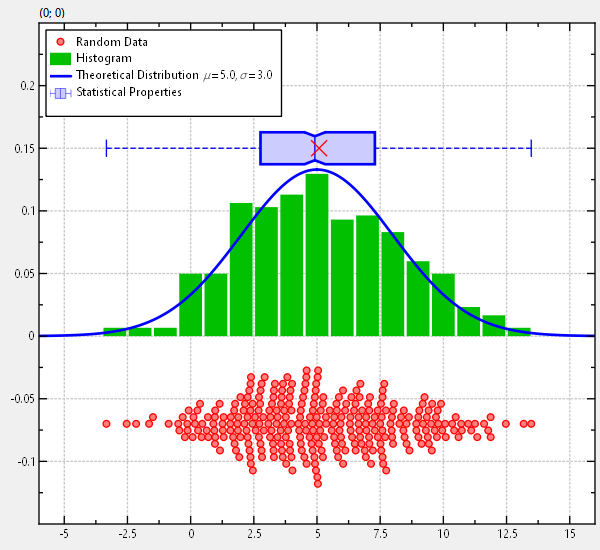 (0; 0)
Random Data
Histogram
Theoretical Distribution μ=5.0, σ=3.0
Statistical Properties
0.2
0.15
0.1
0.05
0
-0.05
-0.1
-5 -2.5 0 2.5 5 7.5 10 12.5 15